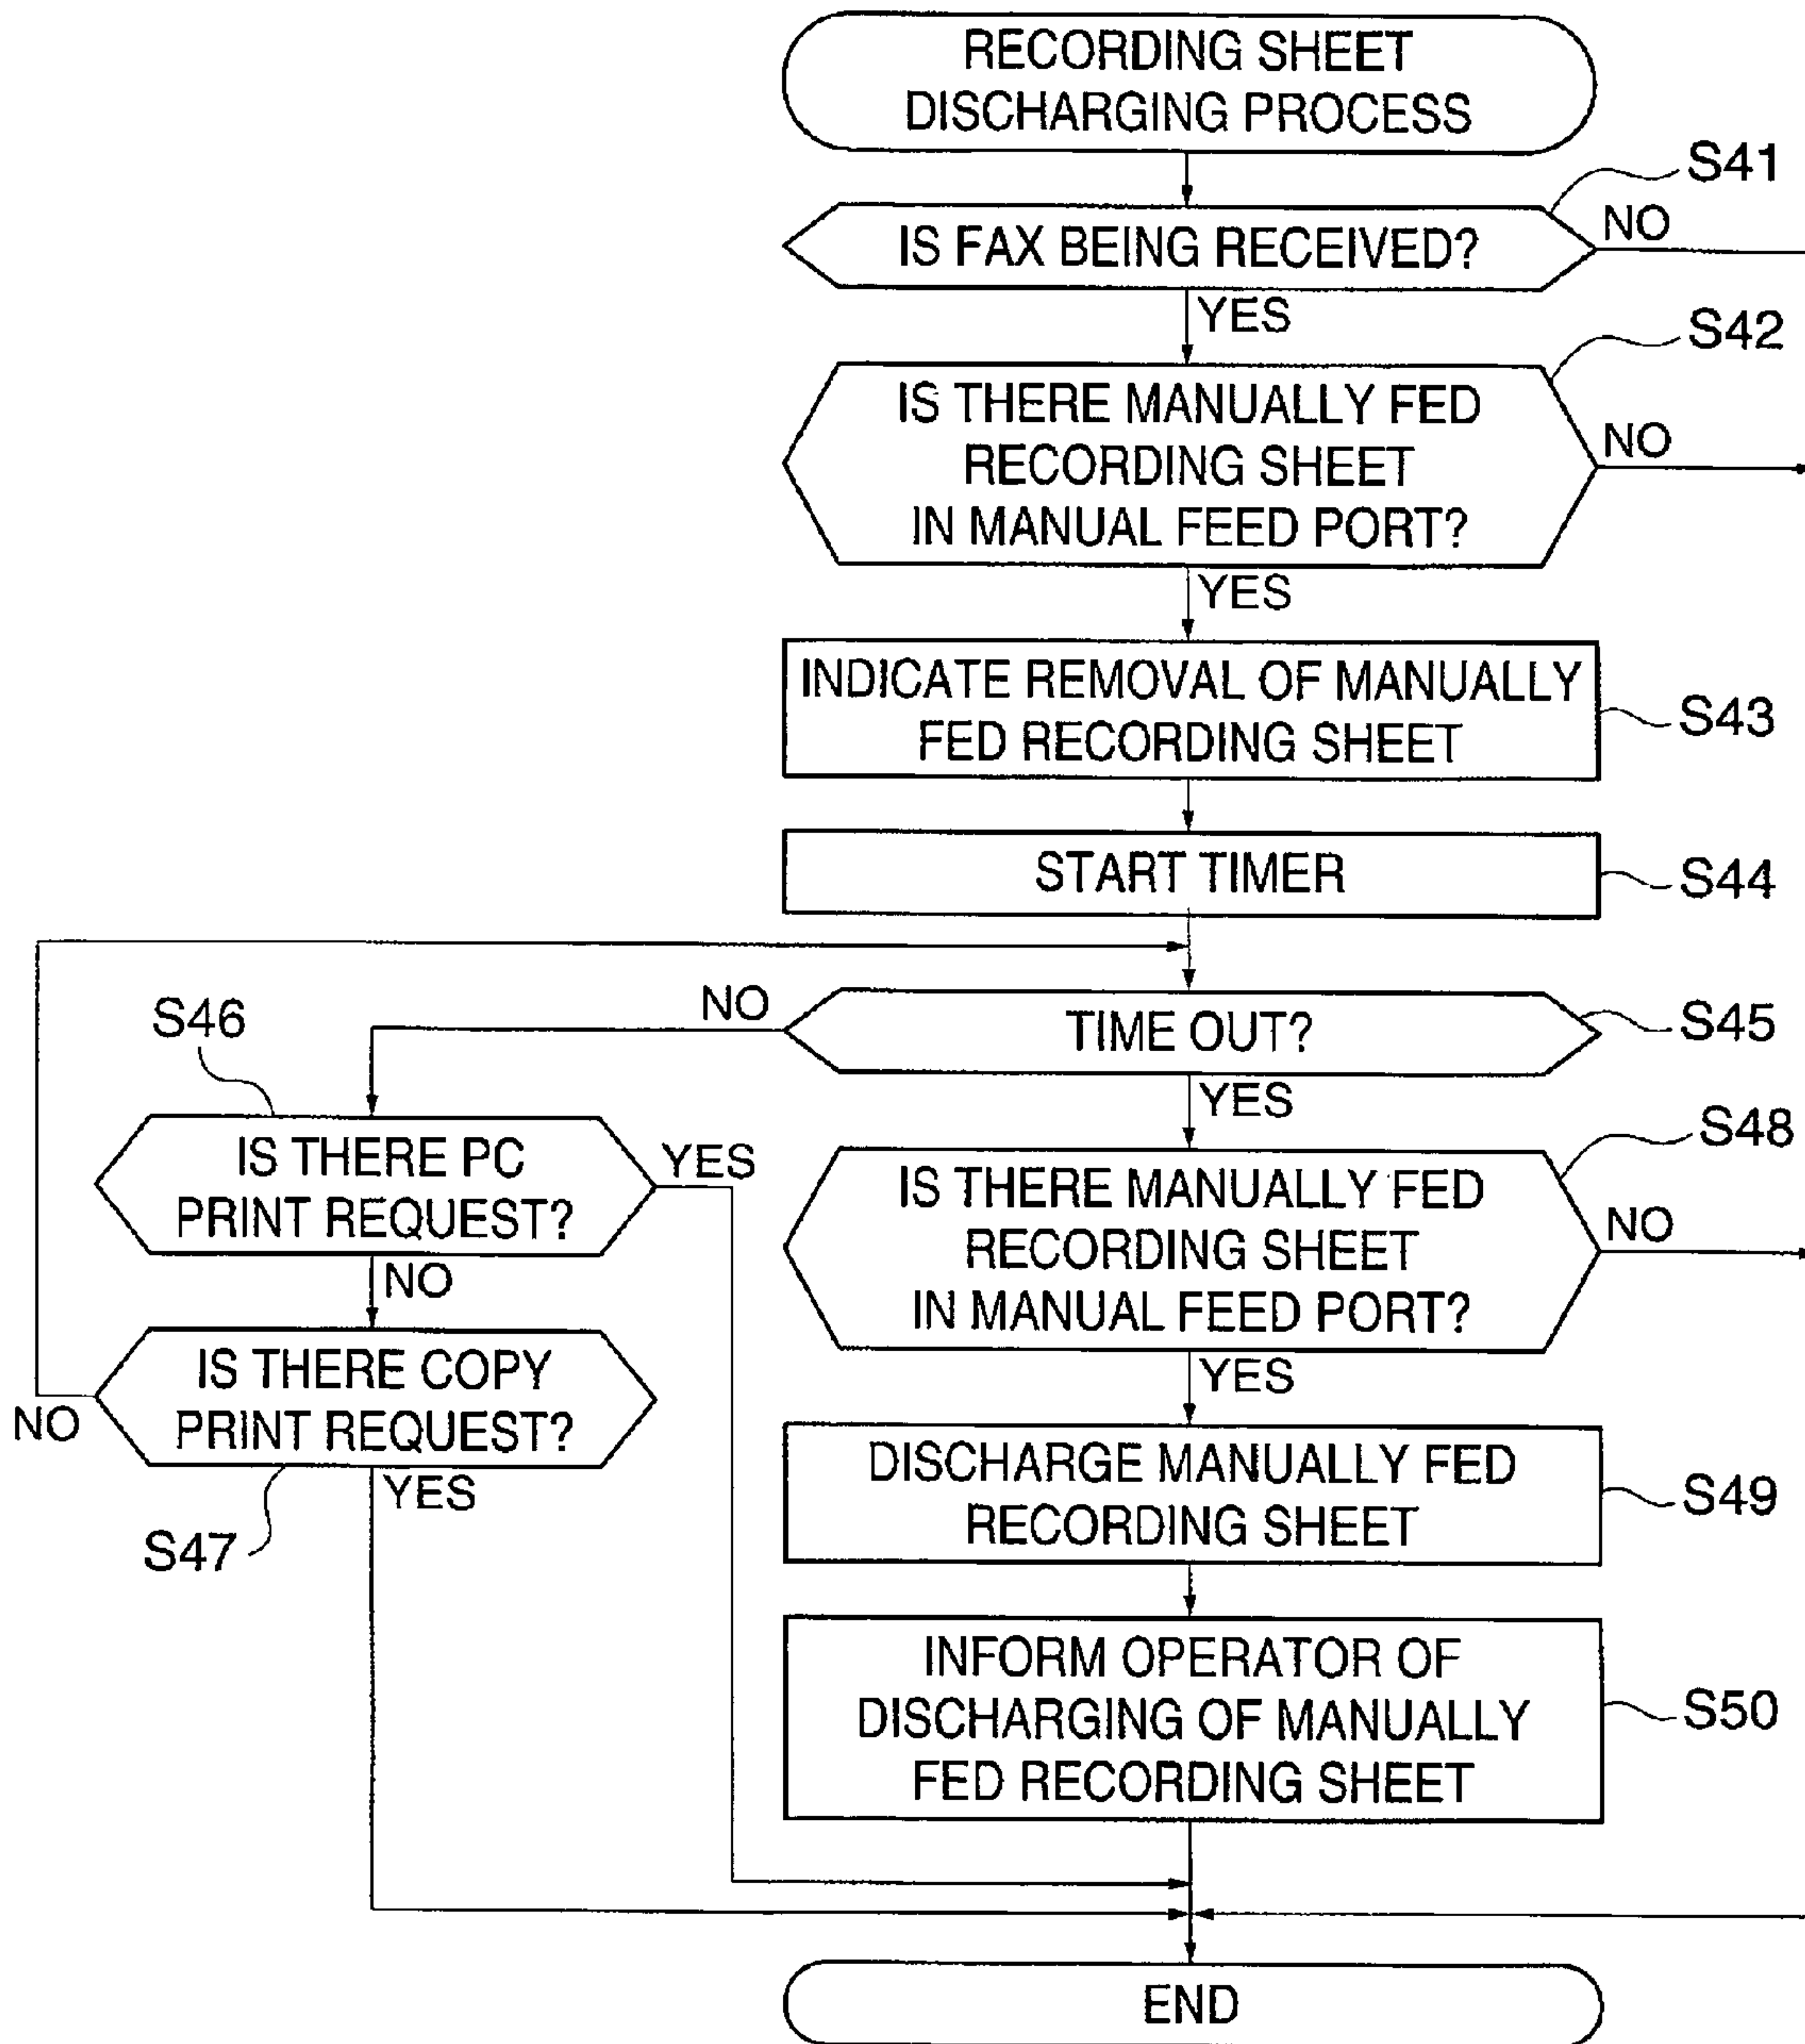 RECORDING SHEET
DISCHARGING PROCESS
S41
IS FAX BEING RECEIVED?
NO
YES
S42
IS THERE MANUALLY FED
RECORDING SHEET
IN MANUAL FEED PORT?
NO
YES
INDICATE REMOVAL OF MANUALLY
FED RECORDING SHEET
S43
START TIMER
S44
NO
TIME OUT?
S45
YES
S46
IS THERE PC
PRINT REQUEST?
YES
NO
IS THERE COPY
PRINT REQUEST?
NO
YES
S47
S48
IS THERE MANUALLY FED
RECORDING SHEET
IN MANUAL FEED PORT?
NO
YES
DISCHARGE MANUALLY FED
RECORDING SHEET
S49
INFORM OPERATOR OF
DISCHARGING OF MANUALLY
FED RECORDING SHEET
S50
END